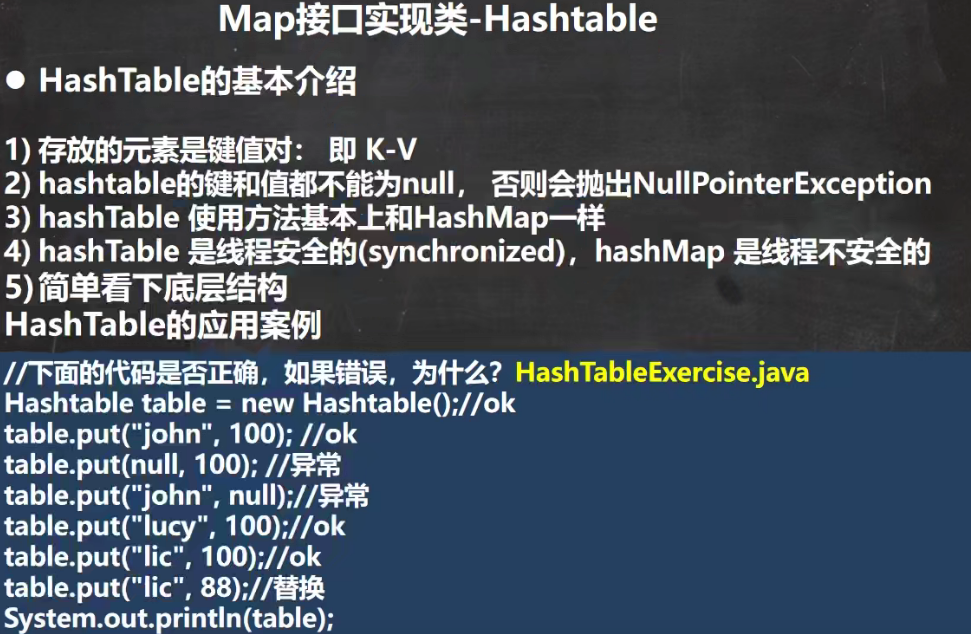 Map接口实现类-Hashtable
● HashTable的基本介绍
1) 存放的元素是键值对： 即 K-V
2) hashtable的键和值都不能为null， 否则会抛出NullPointerException
3) hashTable 使用方法基本上和HashMap一样
4) hashTable 是线程安全的(synchronized)，hashMap 是线程不安全的
5) 简单看下底层结构
HashTable的应用案例
//下面的代码是否正确，如果错误，为什么？HashTableExercise.java
Hashtable table = new Hashtable();//ok
table.put("john", 100); //ok
table.put(null, 100); //异常
table.put("john", null);//异常
table.put("lucy", 100);//ok
table.put("lic", 100);//ok
table.put("lic", 88);//替换
System.out.println(table);